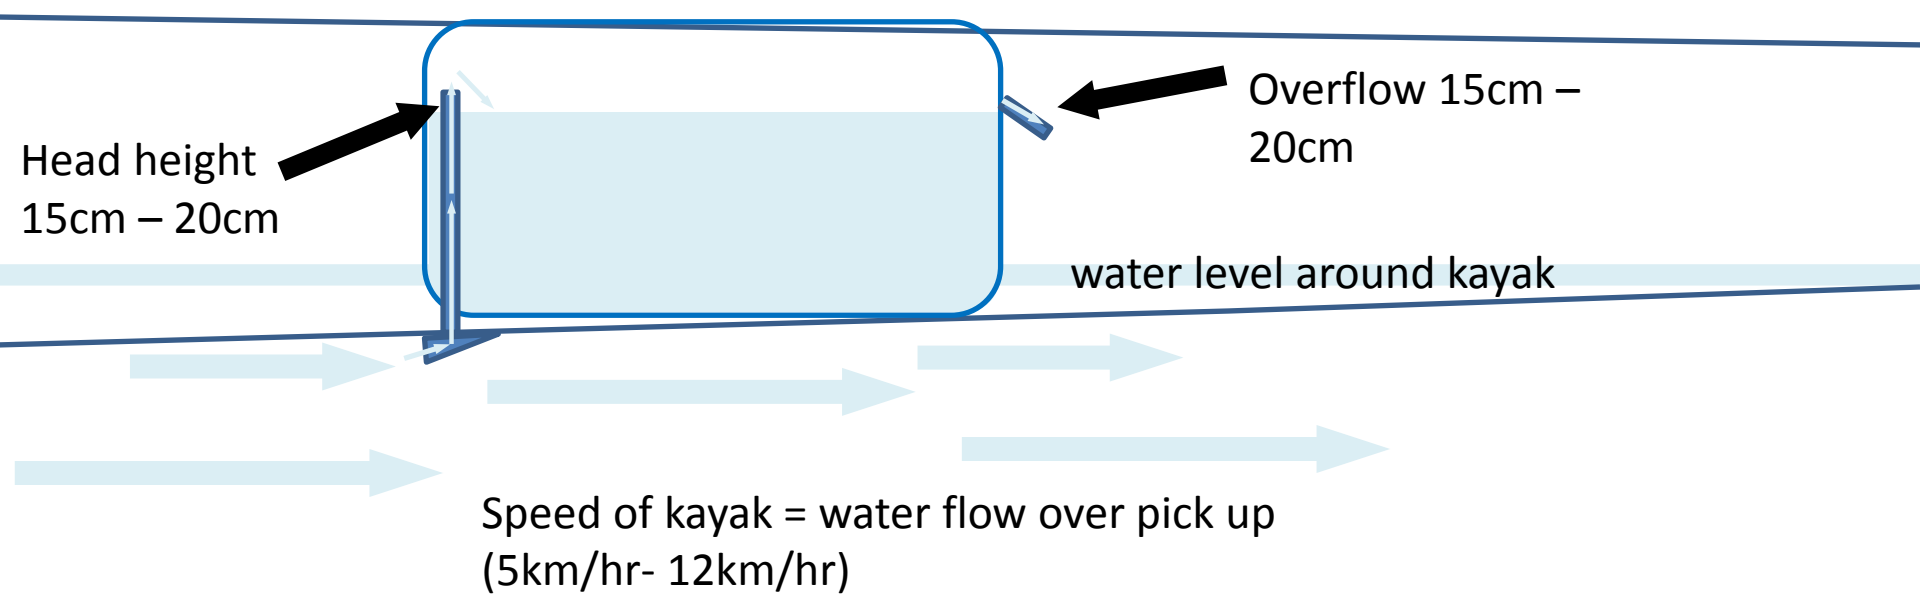 Overflow 15cm –
20cm
Head height
15cm – 20cm
water level around kayak
Speed of kayak = water flow over pick up
(5km/hr- 12km/hr)